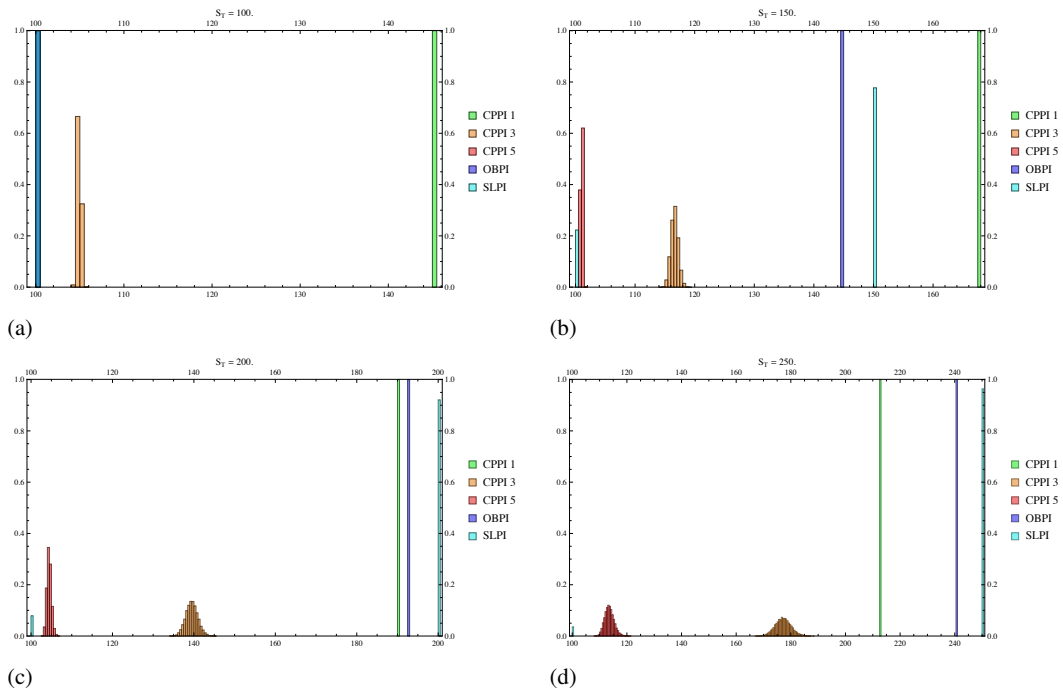 S_T = 100.
100 110 120 130 140
1.0 1.0
0.8 0.8
0.6 0.6
0.4 0.4
0.2 0.2
0.0 0.0
100 110 120 130 140
CPPI 1
CPPI 3
CPPI 5
OBPI
SLPI
(a)
S_T = 150.
100 110 120 130 140 150 160
1.0 1.0
0.8 0.8
0.6 0.6
0.4 0.4
0.2 0.2
0.0 0.0
100 110 120 130 140 150 160
CPPI 1
CPPI 3
CPPI 5
OBPI
SLPI
(b)
S_T = 200.
100 120 140 160 180 200
1.0 1.0
0.8 0.8
0.6 0.6
0.4 0.4
0.2 0.2
0.0 0.0
100 120 140 160 180 200
CPPI 1
CPPI 3
CPPI 5
OBPI
SLPI
(c)
S_T = 250.
100 120 140 160 180 200 220 240
1.0 1.0
0.8 0.8
0.6 0.6
0.4 0.4
0.2 0.2
0.0 0.0
100 120 140 160 180 200 220 240
CPPI 1
CPPI 3
CPPI 5
OBPI
SLPI
(d)